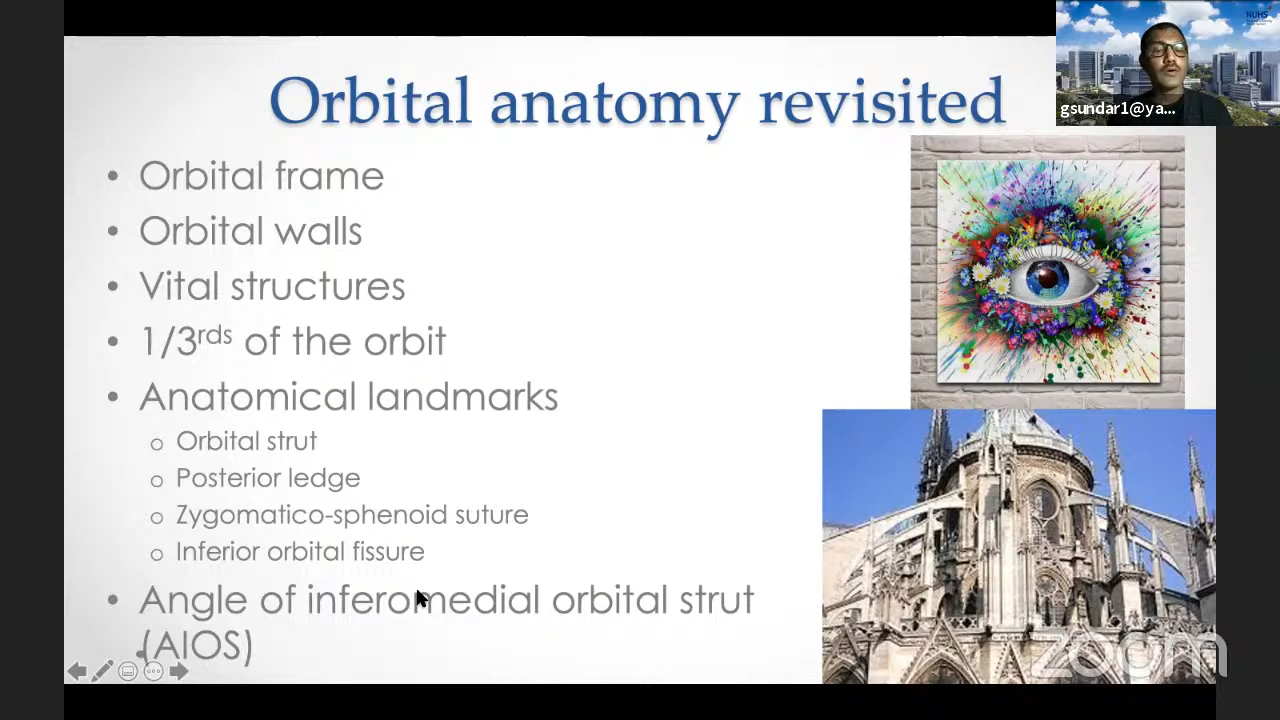 Orbital anatomy revisited
NUHS
gsundar1@ya...
• Orbital frame
• Orbital walls
• Vital structures
• 1/3rds of the orbit
• Anatomical landmarks
o Orbital strut
o Posterior ledge
o Zygomatico-sphenoid suture
o Inferior orbital fissure
• Angle of inferomedial orbital strut
(AIOS)
zoom